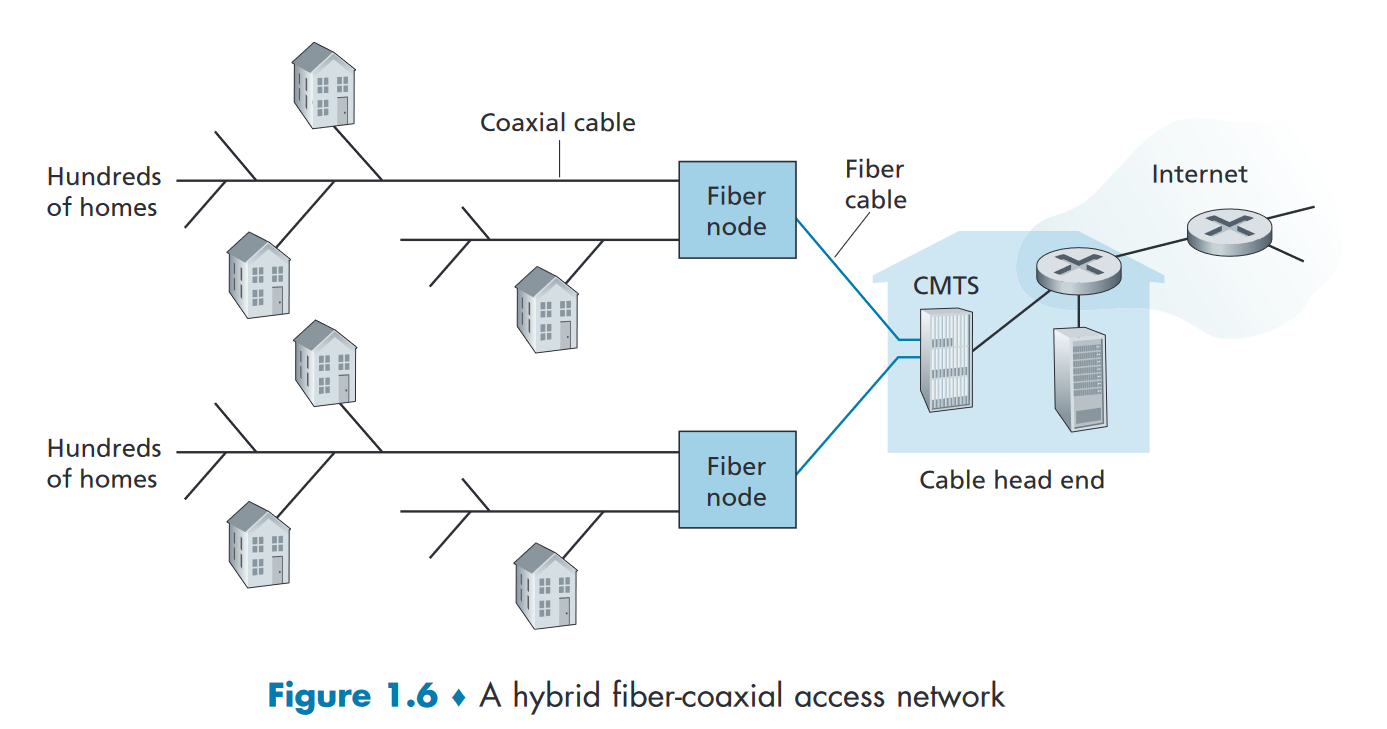 Coaxial cable
Hundreds
of homes
Fiber
node
Fiber
cable
Internet
CMTS
Hundreds
of homes
Fiber
node
Cable head end
Figure 1.6 ♦ A hybrid fiber-coaxial access network